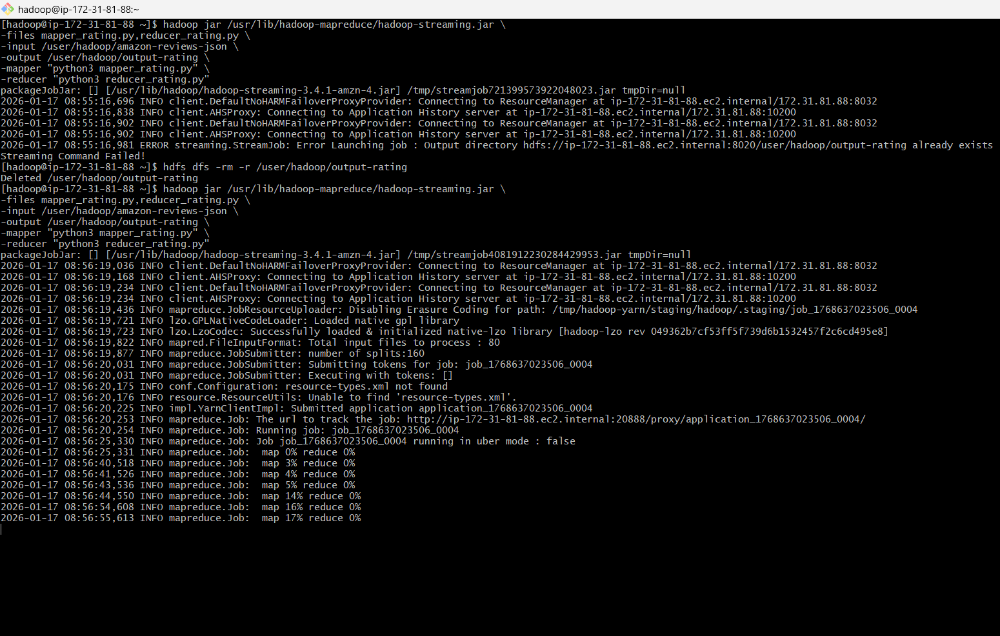 hadoop@ip-172-31-81-88:~
[hadoop@ip-172-31-81-88 ~]$ hadoop jar /usr/lib/hadoop-mapreduce/hadoop-streaming.jar \
-files mapper_rating.py,reducer_rating.py \
-input /user/hadoop/amazon-reviews-json \
-output /user/hadoop/output-rating \
-mapper "python3 mapper_rating.py" \
-reducer "python3 reducer_rating.py"
packageJobJar: [] [/usr/lib/hadoop/hadoop-streaming-3.4.1-amzn-4.jar] /tmp/streamjob721399573922048023.jar tmpDir=null
2026-01-17 08:55:16,696 INFO client.DefaultNoHARMFailoverProxyProvider: Connecting to ResourceManager at ip-172-31-81-88.ec2.internal/172.31.81.88:8032
2026-01-17 08:55:16,838 INFO client.AHSProxy: Connecting to Application History server at ip-172-31-81-88.ec2.internal/172.31.81.88:10200
2026-01-17 08:55:16,902 INFO client.DefaultNoHARMFailoverProxyProvider: Connecting to ResourceManager at ip-172-31-81-88.ec2.internal/172.31.81.88:8032
2026-01-17 08:55:16,902 INFO client.AHSProxy: Connecting to Application History server at ip-172-31-81-88.ec2.internal/172.31.81.88:10200
2026-01-17 08:55:16,981 ERROR streaming.StreamJob: Error Launching job : Output directory hdfs://ip-172-31-81-88.ec2.internal:8020/user/hadoop/output-rating already exists
Streaming Command Failed!
[hadoop@ip-172-31-81-88 ~]$ hdfs dfs -rm -r /user/hadoop/output-rating
Deleted /user/hadoop/output-rating
[hadoop@ip-172-31-81-88 ~]$ hadoop jar /usr/lib/hadoop-mapreduce/hadoop-streaming.jar \
-files mapper_rating.py,reducer_rating.py \
-input /user/hadoop/amazon-reviews-json \
-output /user/hadoop/output-rating \
-mapper "python3 mapper_rating.py" \
-reducer "python3 reducer_rating.py"
packageJobJar: [] [/usr/lib/hadoop/hadoop-streaming-3.4.1-amzn-4.jar] /tmp/streamjob4081912230284429953.jar tmpDir=null
2026-01-17 08:56:19,036 INFO client.DefaultNoHARMFailoverProxyProvider: Connecting to ResourceManager at ip-172-31-81-88.ec2.internal/172.31.81.88:8032
2026-01-17 08:56:19,168 INFO client.AHSProxy: Connecting to Application History server at ip-172-31-81-88.ec2.internal/172.31.81.88:10200
2026-01-17 08:56:19,234 INFO client.DefaultNoHARMFailoverProxyProvider: Connecting to ResourceManager at ip-172-31-81-88.ec2.internal/172.31.81.88:8032
2026-01-17 08:56:19,234 INFO client.AHSProxy: Connecting to Application History server at ip-172-31-81-88.ec2.internal/172.31.81.88:10200
2026-01-17 08:56:19,436 INFO mapreduce.JobResourceUploader: Disabling Erasure Coding for path: /tmp/hadoop-yarn/staging/hadoop/.staging/job_1768637023506_0004
2026-01-17 08:56:19,721 INFO lzo.GPLNativeCodeLoader: Loaded native gpl library
2026-01-17 08:56:19,723 INFO lzo.LzoCodec: Successfully loaded & initialized native-lzo library [hadoop-lzo rev 049362b7cf53ff5f739d6b1532457f2c6cd495e8]
2026-01-17 08:56:19,822 INFO mapred.FileInputFormat: Total input files to process : 80
2026-01-17 08:56:19,877 INFO mapreduce.JobSubmitter: number of splits:160
2026-01-17 08:56:20,031 INFO mapreduce.JobSubmitter: Submitting tokens for job: job_1768637023506_0004
2026-01-17 08:56:20,031 INFO mapreduce.JobSubmitter: Executing with tokens: []
2026-01-17 08:56:20,175 INFO conf.Configuration: resource-types.xml not found
2026-01-17 08:56:20,176 INFO resource.ResourceUtils: Unable to find 'resource-types.xml'.
2026-01-17 08:56:20,225 INFO impl.YarnClientImpl: Submitted application application_1768637023506_0004
2026-01-17 08:56:20,253 INFO mapreduce.Job: The url to track the job: http://ip-172-31-81-88.ec2.internal:20888/proxy/application_1768637023506_0004/
2026-01-17 08:56:20,254 INFO mapreduce.Job: Running job: job_1768637023506_0004
2026-01-17 08:56:25,330 INFO mapreduce.Job: Job job_1768637023506_0004 running in uber mode : false
2026-01-17 08:56:25,331 INFO mapreduce.Job:  map 0% reduce 0%
2026-01-17 08:56:40,518 INFO mapreduce.Job:  map 3% reduce 0%
2026-01-17 08:56:41,526 INFO mapreduce.Job:  map 4% reduce 0%
2026-01-17 08:56:43,536 INFO mapreduce.Job:  map 5% reduce 0%
2026-01-17 08:56:44,550 INFO mapreduce.Job:  map 14% reduce 0%
2026-01-17 08:56:54,608 INFO mapreduce.Job:  map 16% reduce 0%
2026-01-17 08:56:55,613 INFO mapreduce.Job:  map 17% reduce 0%